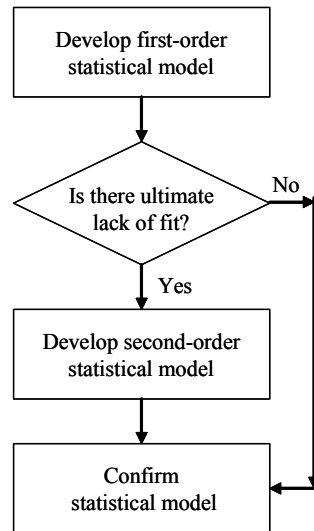 Develop first-order
statistical model
Is there ultimate
lack of fit?
No
Yes
Develop second-order
statistical model
Confirm
statistical model